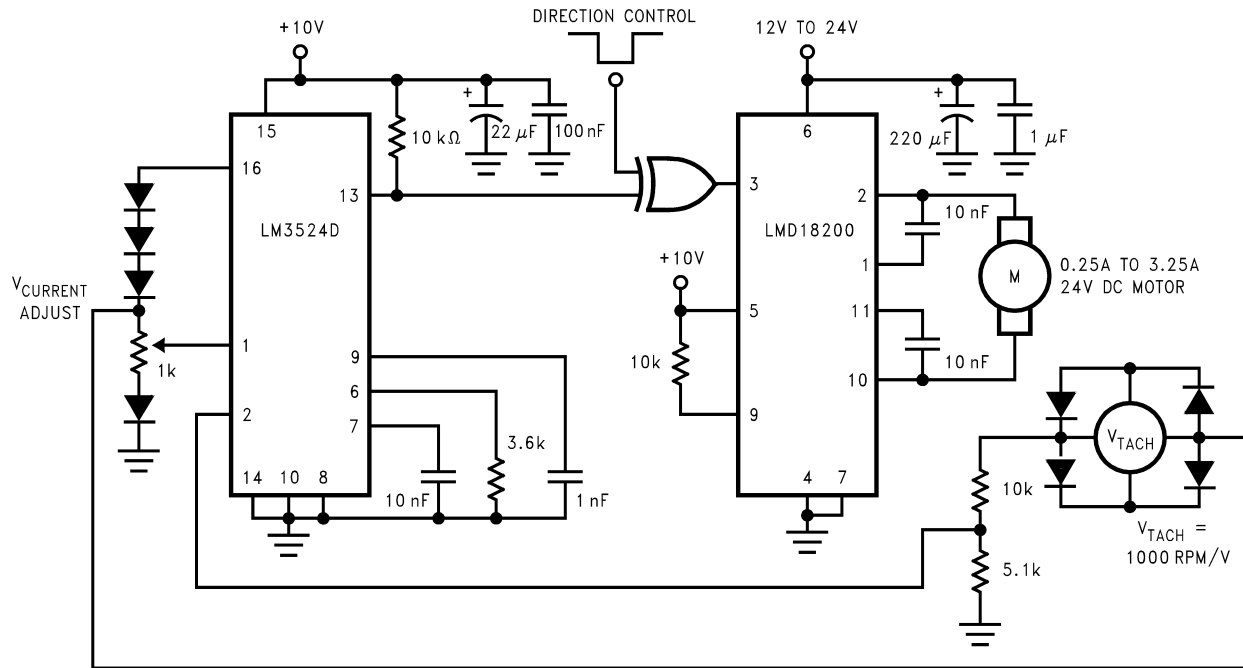 DIRECTION CONTROL
+10V
12V TO 24V
15
10 kΩ
+
22 μF
100 nF
6
+
220 μF
1 μF
16
13
3
2
10 nF
LM3524D
LMD18200
+10V
1
M
0.25A TO 3.25A
24V DC MOTOR
VCURRENT
ADJUST
5
11
1
1k
9
10k
10 nF
6
10
2
7
3.6k
9
VTACH
14
10
8
10 nF
1 nF
4
7
10k
VTACH =
1000 RPM/V
5.1k